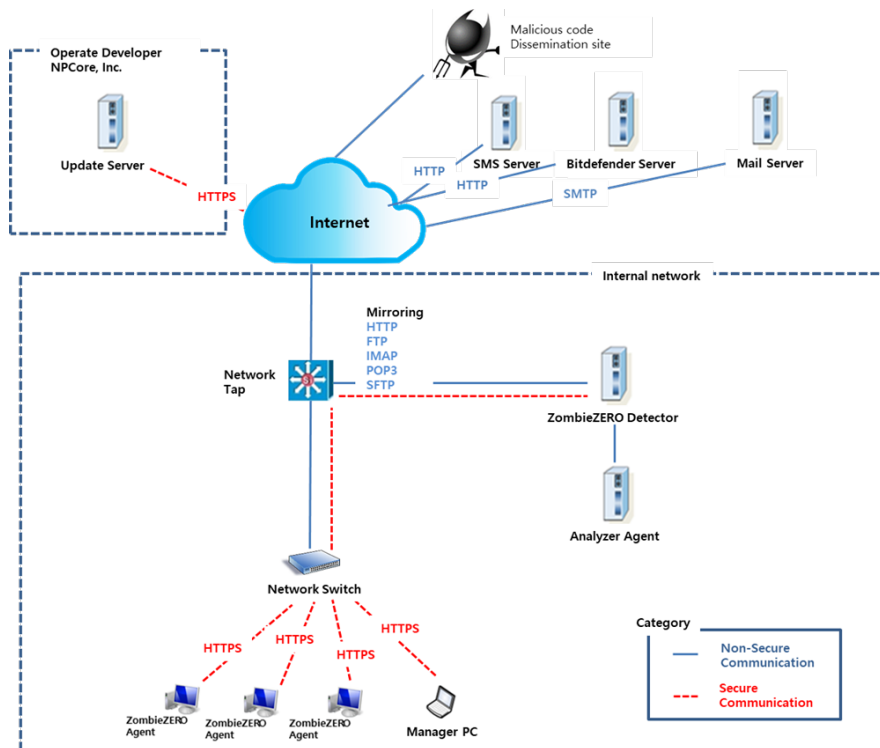 Operate Developer
NPCore, Inc.
Update Server
HTTPS
Malicious code
Dissemination site
SMS Server
Bitdefender Server
Mail Server
HTTP
HTTP
SMTP
Internet
Internal network
Mirroring
HTTP
FTP
IMAP
POP3
SFTP
Network
Tap
ZombieZERO Detector
Analyzer Agent
Network Switch
HTTPS
HTTPS
HTTPS
HTTPS
ZombieZERO
Agent
ZombieZERO
Agent
ZombieZERO
Agent
Manager PC
Category
Non-Secure
Communication
Secure
Communication